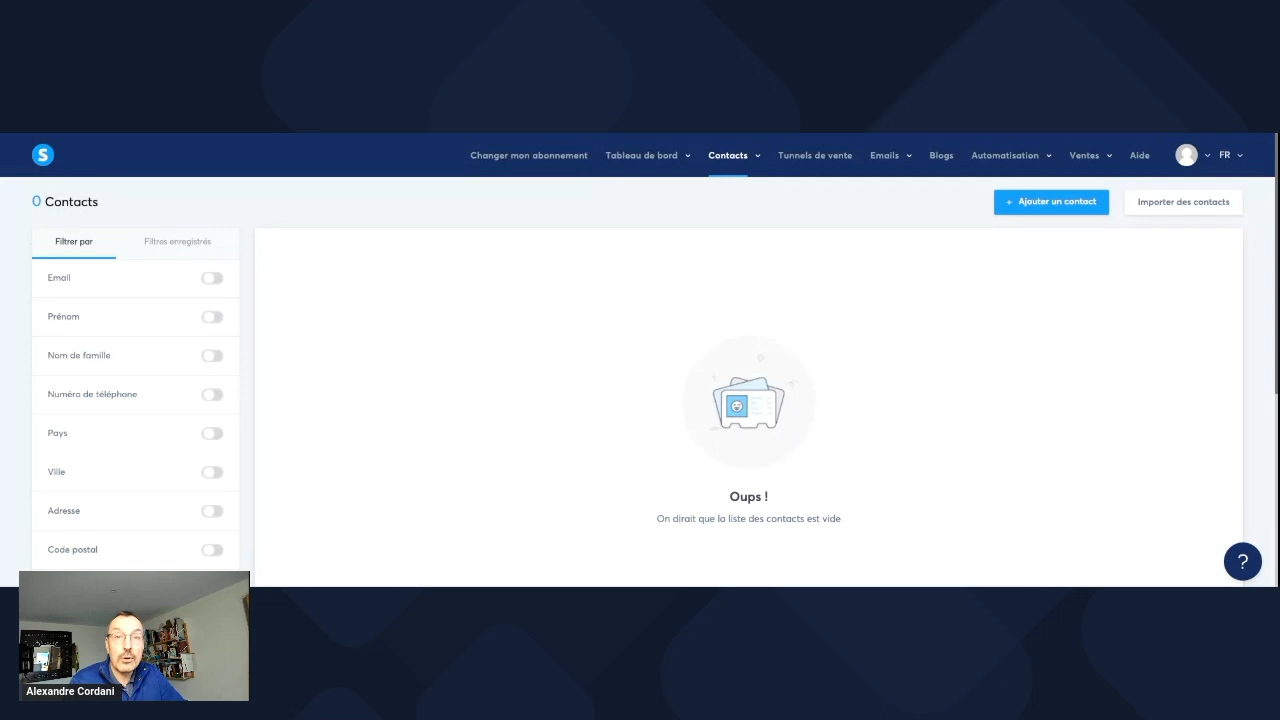 S
Changer mon abonnement
Tableau de bord
Contacts
Tunnels de vente
Emails
Blogs
Automatisation
Ventes
Aide
FR
0 Contacts
+ Ajouter un contact
Importer des contacts
Filtrer par
Filtres enregistrés
Email
Prénom
Nom de famille
Numéro de téléphone
Pays
Ville
Adresse
Code postal
Oups !
On dirait que la liste des contacts est vide
?
Alexandre Cordani